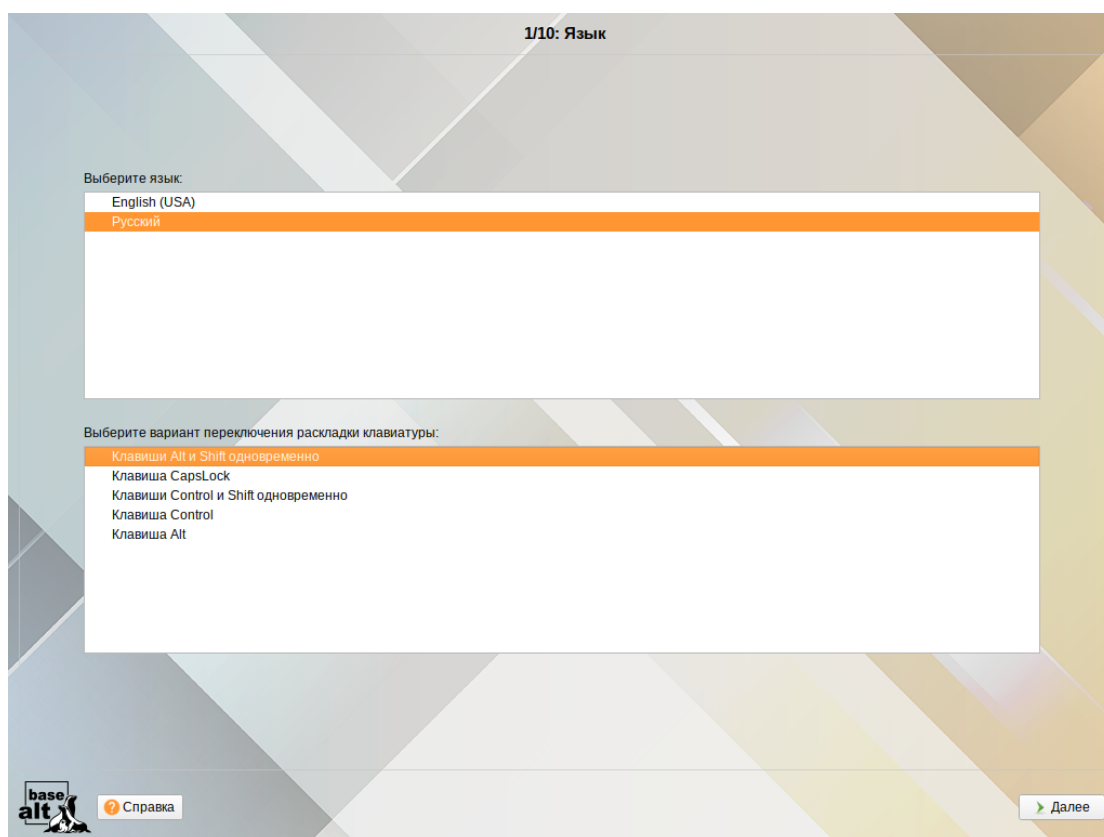 1/10: Язык
Выберите язык:
English (USA)
Русский
Выберите вариант переключения раскладки клавиатуры:
Клавиши Alt и Shift одновременно
Клавиша CapsLock
Клавиши Control и Shift одновременно
Клавиша Control
Клавиша Alt
base
alt
Справка
Далее